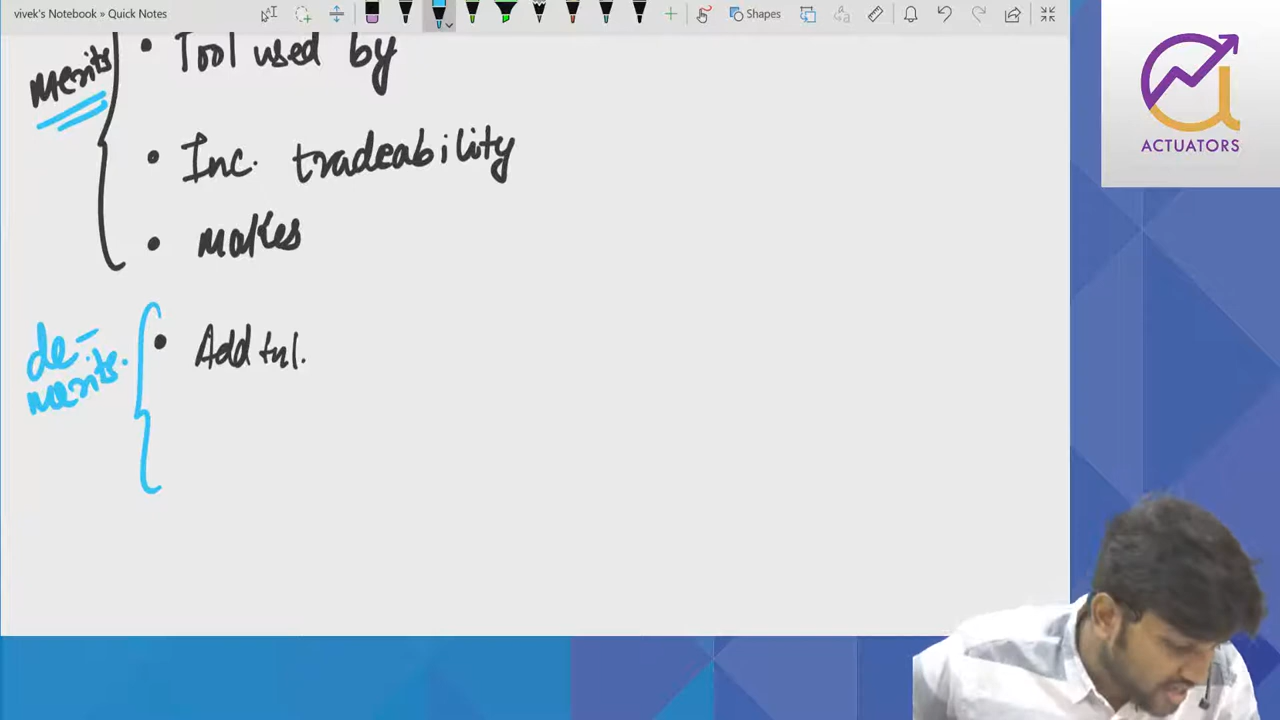 vivek's Notebook » Quick Notes
Shapes
ACTUATORS
merits
• Tool used by
• Inc. tradeability
• makes
de-
merits.
• Addtnl.